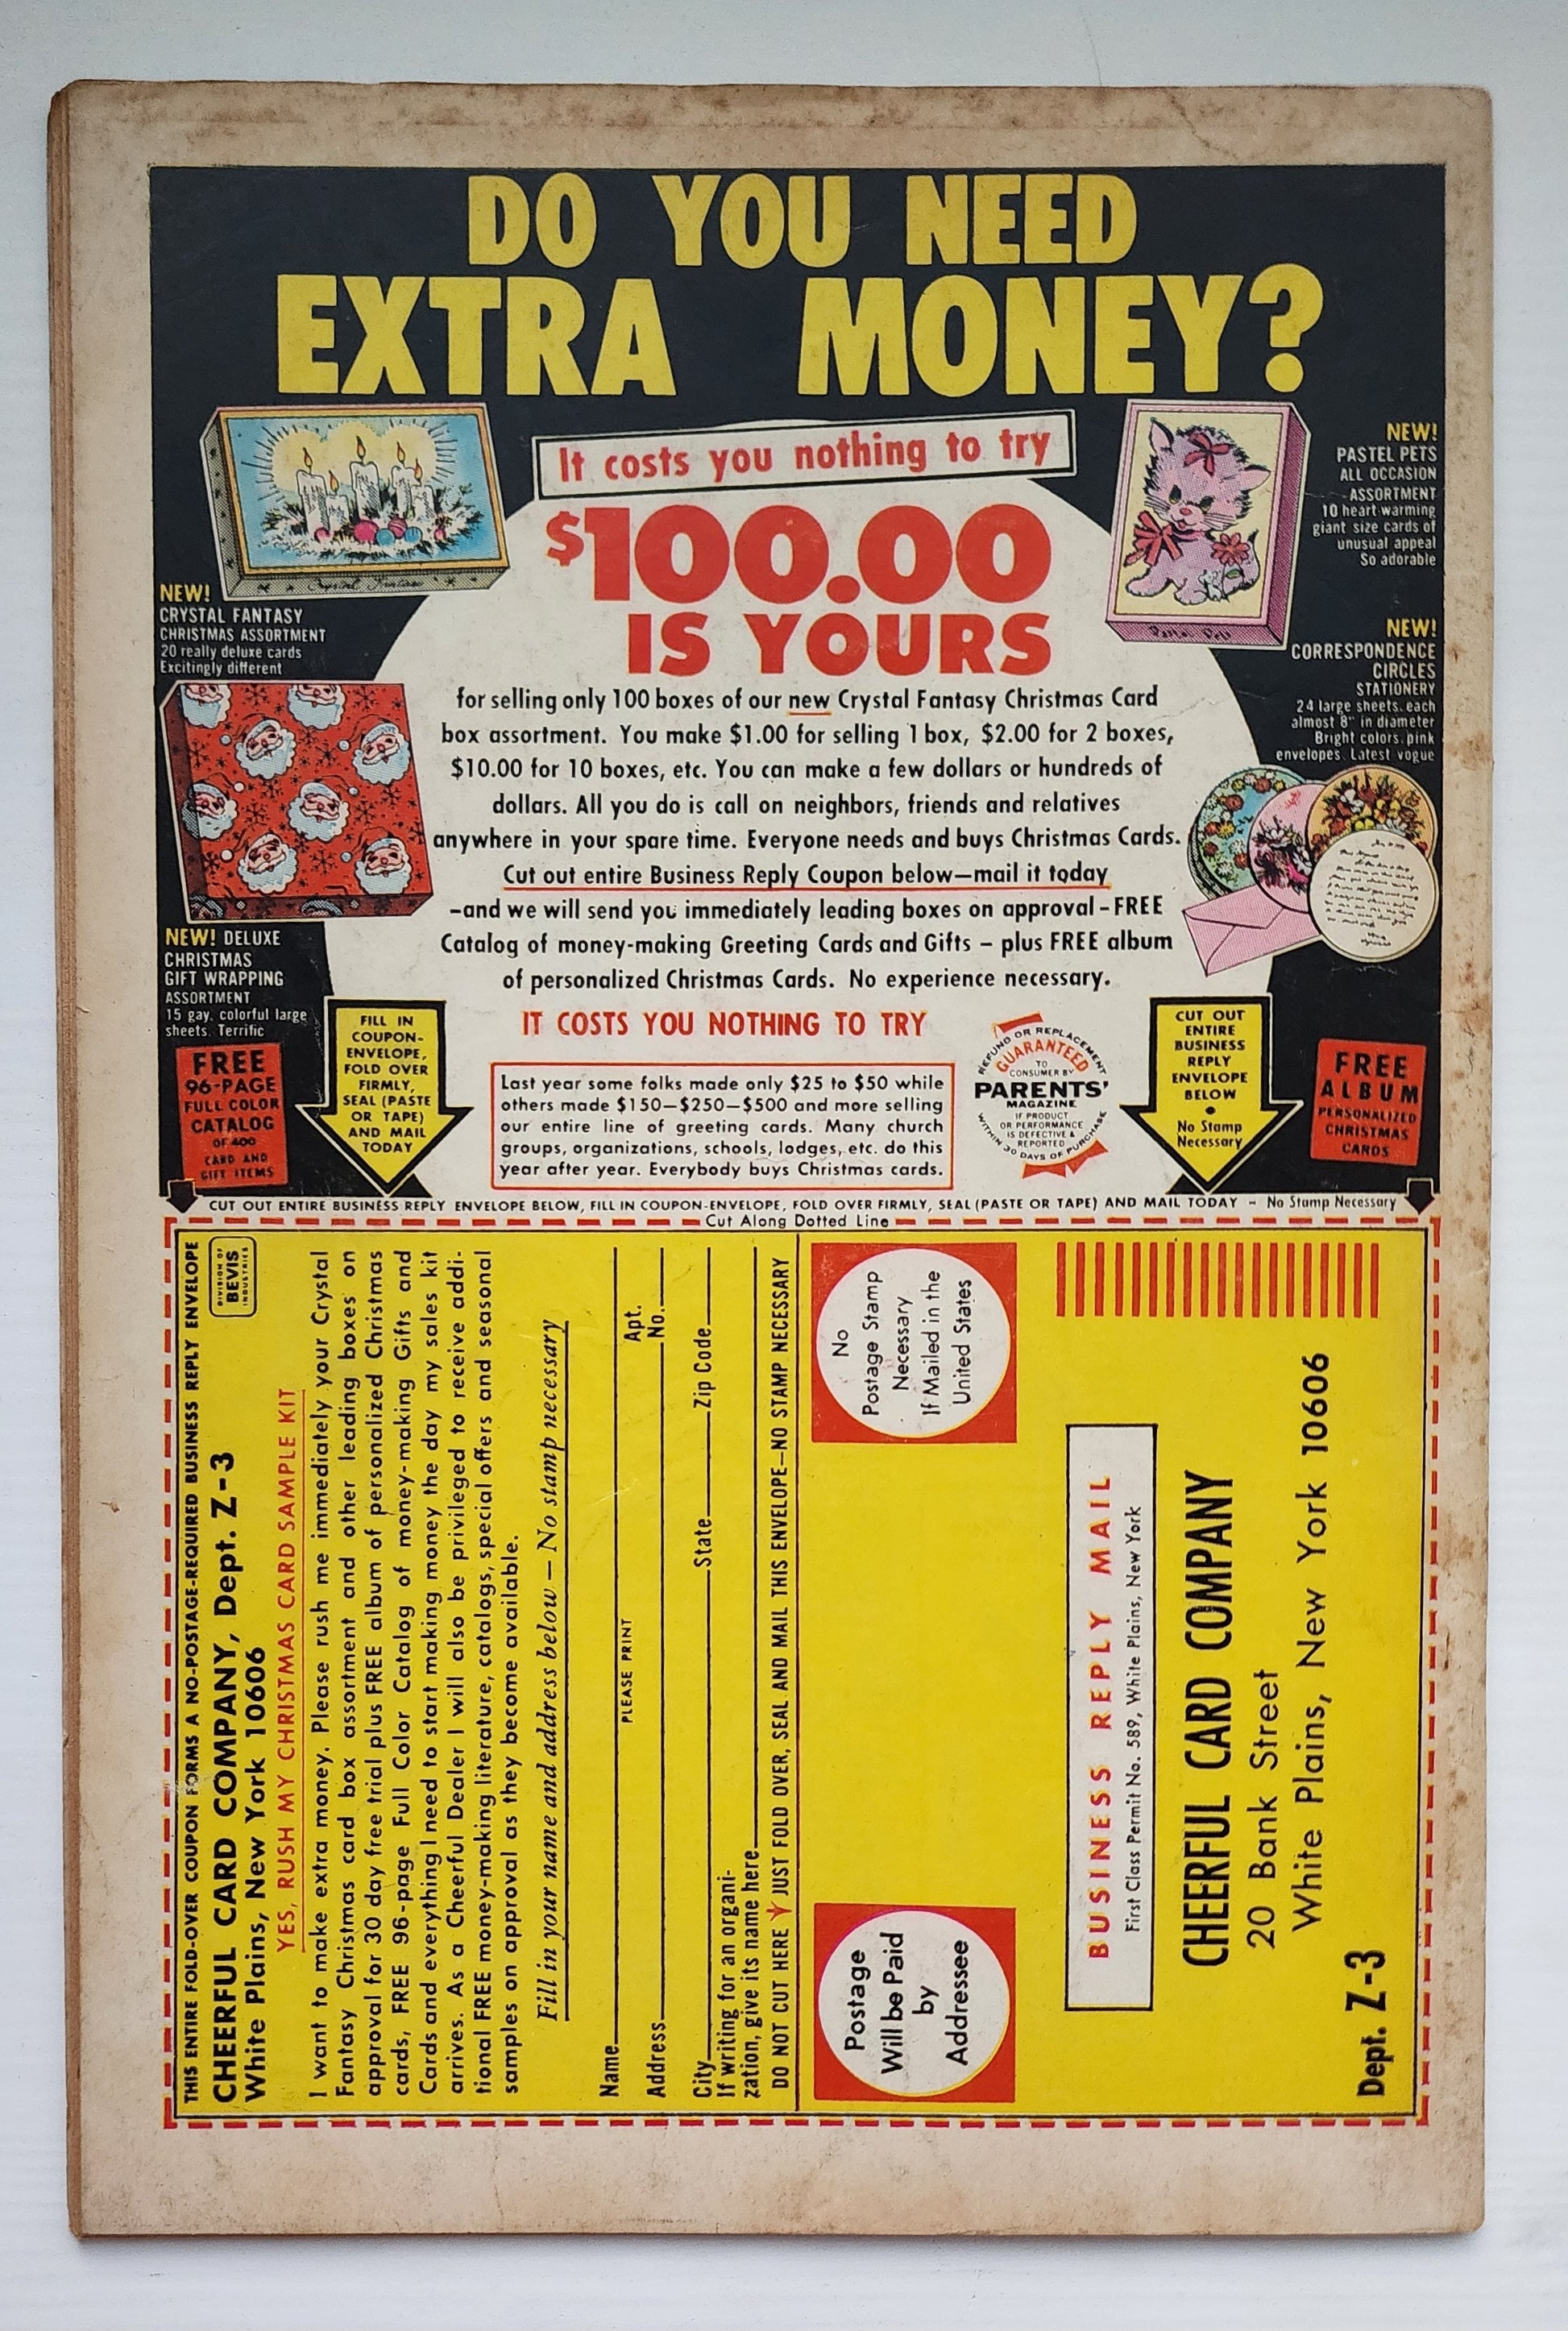 DO YOU NEED
EXTRA MONEY?
It costs you nothing to try
$100.00
IS YOURS
for selling only 100 boxes of our new Crystal Fantasy Christmas Card
box assortment. You make $1.00 for selling 1 box, $2.00 for 2 boxes,
$10.00 for 10 boxes, etc. You can make a few dollars or hundreds of
dollars. All you do is call on neighbors, friends and relatives
anywhere in your spare time. Everyone needs and buys Christmas Cards.
Cut out entire Business Reply Coupon below—mail it today
–and we will send you immediately leading boxes on approval–FREE
Catalog of money-making Greeting Cards and Gifts – plus FREE album
of personalized Christmas Cards. No experience necessary.
IT COSTS YOU NOTHING TO TRY
Crystal Fantasy
NEW!
CRYSTAL FANTASY
CHRISTMAS ASSORTMENT
20 really deluxe cards
Excitingly different
NEW! DELUXE
CHRISTMAS
GIFT WRAPPING
ASSORTMENT
15 gay, colorful large
sheets. Terrific
NEW!
PASTEL PETS
ALL OCCASION
ASSORTMENT
10 heart-warming
giant size cards of
unusual appeal
So adorable
NEW!
CORRESPONDENCE
CIRCLES
STATIONERY
24 large sheets, each
almost 8" in diameter
Bright colors, pink
envelopes. Latest vogue
FREE
96-PAGE
FULL COLOR
CATALOG
OF 400
CARD AND
GIFT ITEMS
FILL IN
COUPON-
ENVELOPE,
FOLD OVER
FIRMLY,
SEAL (PASTE
OR TAPE)
AND MAIL
TODAY
Last year some folks made only $25 to $50 while
others made $150—$250—$500 and more selling
our entire line of greeting cards. Many church
groups, organizations, schools, lodges, etc. do this
year after year. Everybody buys Christmas cards.
REFUND OR REPLACEMENT
GUARANTEED
TO
CONSUMER BY
PARENTS'
MAGAZINE
IF PRODUCT
OR PERFORMANCE
IS DEFECTIVE &
REPORTED
WITHIN 30 DAYS OF PURCHASE
CUT OUT
ENTIRE
BUSINESS
REPLY
ENVELOPE
BELOW
•
No Stamp
Necessary
FREE
ALBUM
PERSONALIZED
CHRISTMAS
CARDS
CUT OUT ENTIRE BUSINESS REPLY ENVELOPE BELOW, FILL IN COUPON-ENVELOPE, FOLD OVER FIRMLY, SEAL (PASTE OR TAPE) AND MAIL TODAY – No Stamp Necessary
Cut Along Dotted Line
THIS ENTIRE FOLD-OVER COUPON FORMS A NO-POSTAGE-REQUIRED BUSINESS REPLY ENVELOPE
CHEERFUL CARD COMPANY, Dept. Z-3
White Plains, New York 10606
DIVISION OF
BEVIS
INDUSTRIES
YES, RUSH MY CHRISTMAS CARD SAMPLE KIT
I want to make extra money. Please rush me immediately your Crystal
Fantasy Christmas card box assortment and other leading boxes on
approval for 30 day free trial plus FREE album of personalized Christmas
cards, FREE 96-page Full Color Catalog of money-making Gifts and
Cards and everything I need to start making money the day my sales kit
arrives. As a Cheerful Dealer I will also be privileged to receive addi-
tional FREE money-making literature, catalogs, special offers and seasonal
samples on approval as they become available.
Fill in your name and address below — No stamp necessary
Name
PLEASE PRINT
Address Apt. No.
City State Zip Code
If writing for an organi-
zation, give its name here
DO NOT CUT HERE JUST FOLD OVER, SEAL AND MAIL THIS ENVELOPE—NO STAMP NECESSARY
Postage
Will be Paid
by
Addressee
No
Postage Stamp
Necessary
If Mailed in the
United States
BUSINESS REPLY MAIL
First Class Permit No. 589, White Plains, New York
CHEERFUL CARD COMPANY
20 Bank Street
White Plains, New York 10606
Dept. Z-3